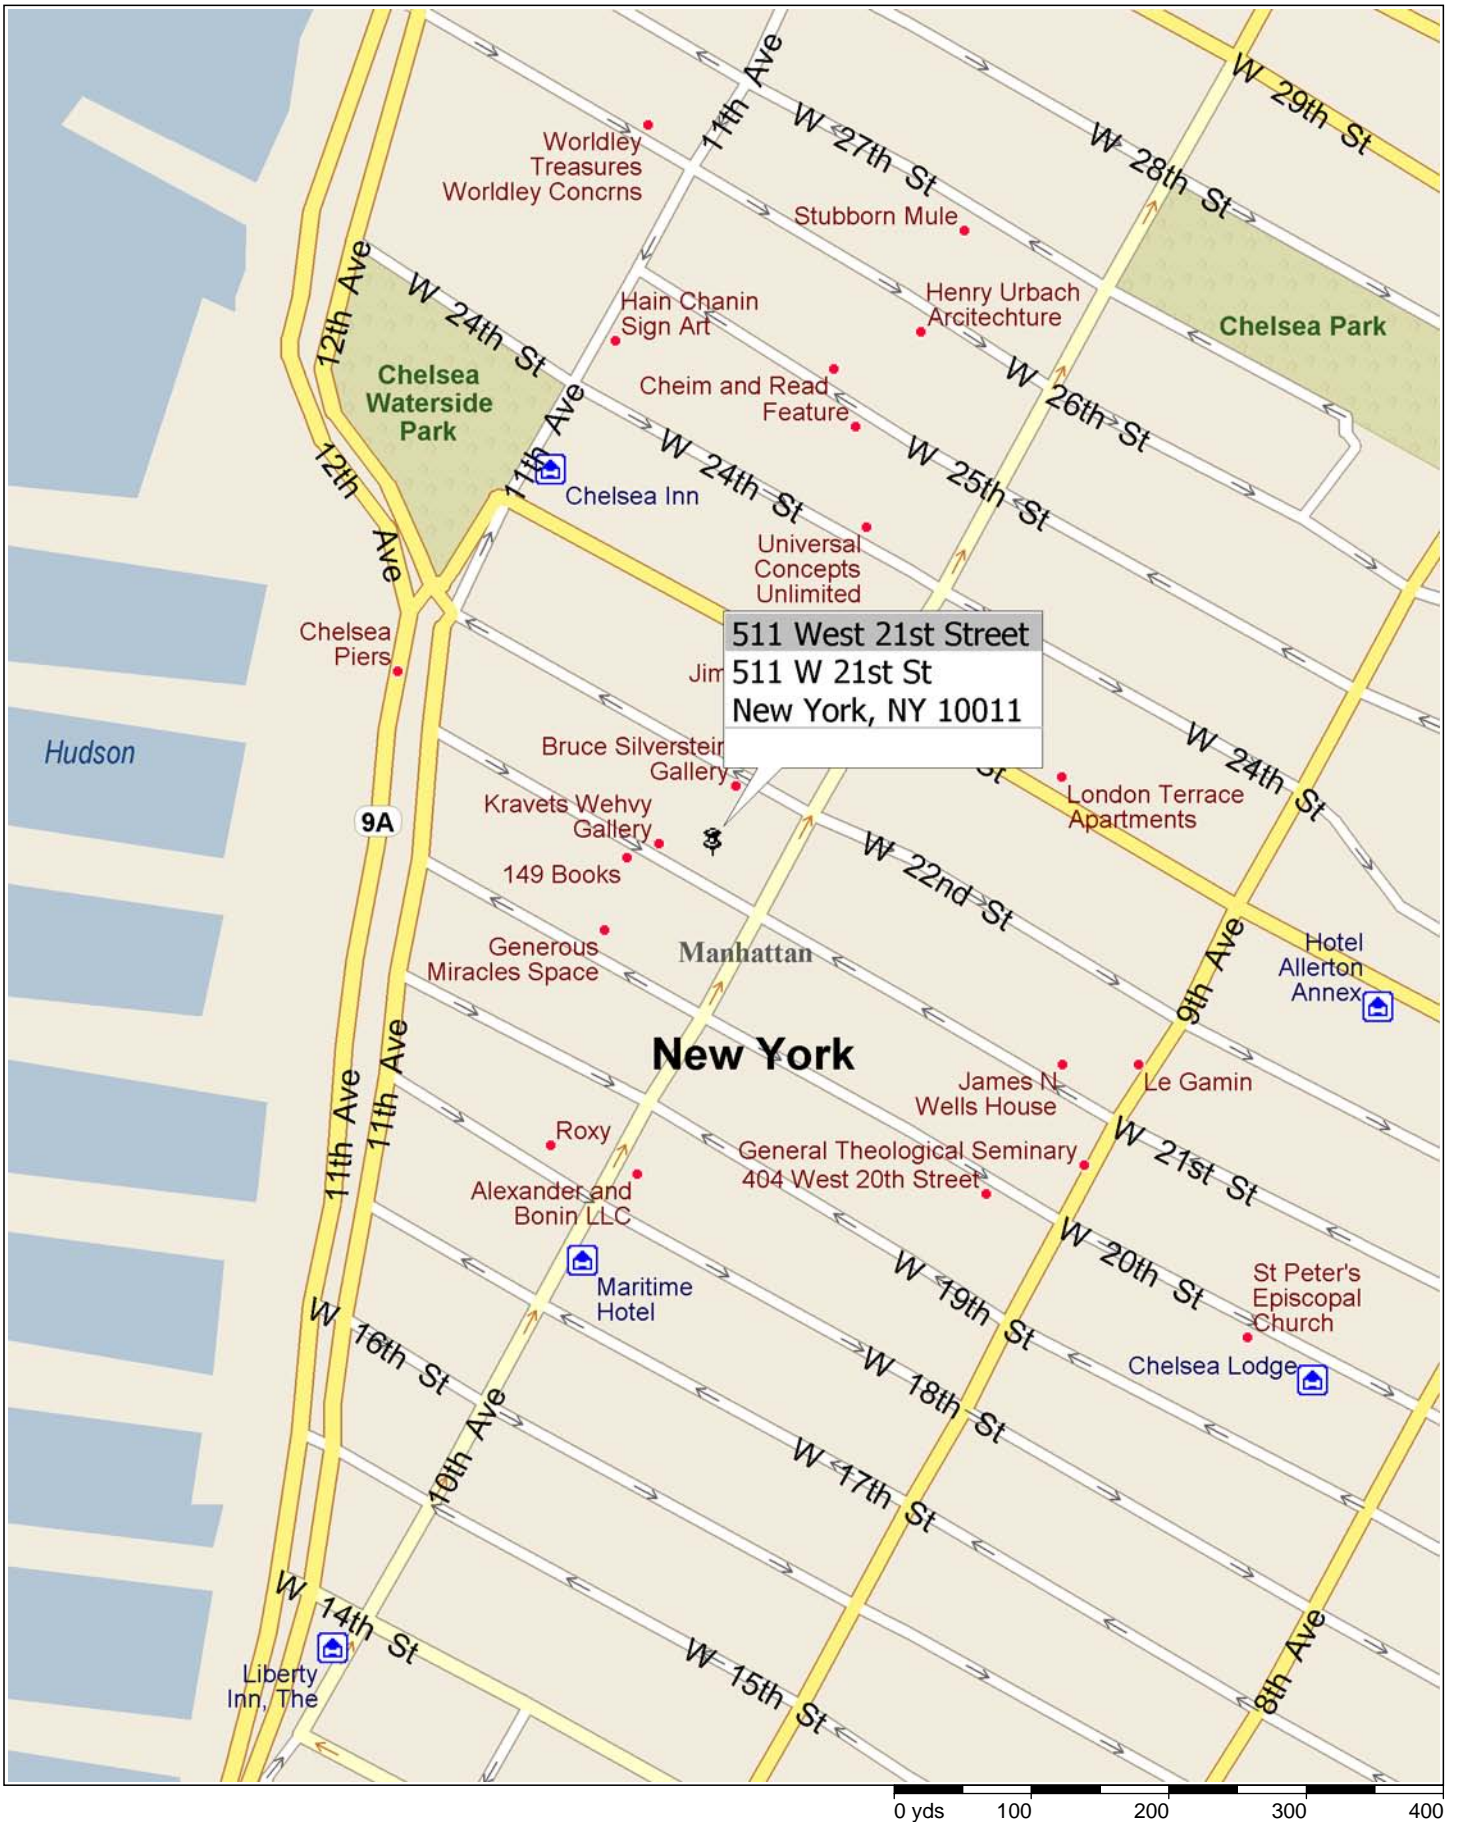 11th Ave
W 29th St
W 27th St
W 28th St
Worldley
Treasures
Worldley Concrns
Stubborn Mule
12th Ave
W 24th St
Hain Chanin
Sign Art
Henry Urbach
Arcitechture
Chelsea Park
Chelsea
Waterside
Park
Cheim and Read
Feature
W 26th St
11th Ave
12th Ave
W 24th St
W 25th St
Chelsea Inn
Universal
Concepts
Unlimited
Chelsea
Piers
511 West 21st Street
511 W 21st St
New York, NY 10011
Jim
Hudson
Bruce Silverstein
Gallery
St
W 24th St
London Terrace
Apartments
Kravets Wehvy
Gallery
9A
149 Books
W 22nd St
Generous
Miracles Space
Manhattan
9th Ave
Hotel
Allerton
Annex
New York
11th Ave
11th Ave
James N
Wells House
Le Gamin
Roxy
W 21st St
General Theological Seminary
404 West 20th Street
Alexander and
Bonin LLC
W 20th St
Maritime
Hotel
W 19th St
St Peter's
Episcopal
Church
W 16th St
Chelsea Lodge
W 18th St
10th Ave
W 17th St
W 14th St
Liberty
Inn, The
W 15th St
8th Ave
0 yds 100 200 300 400